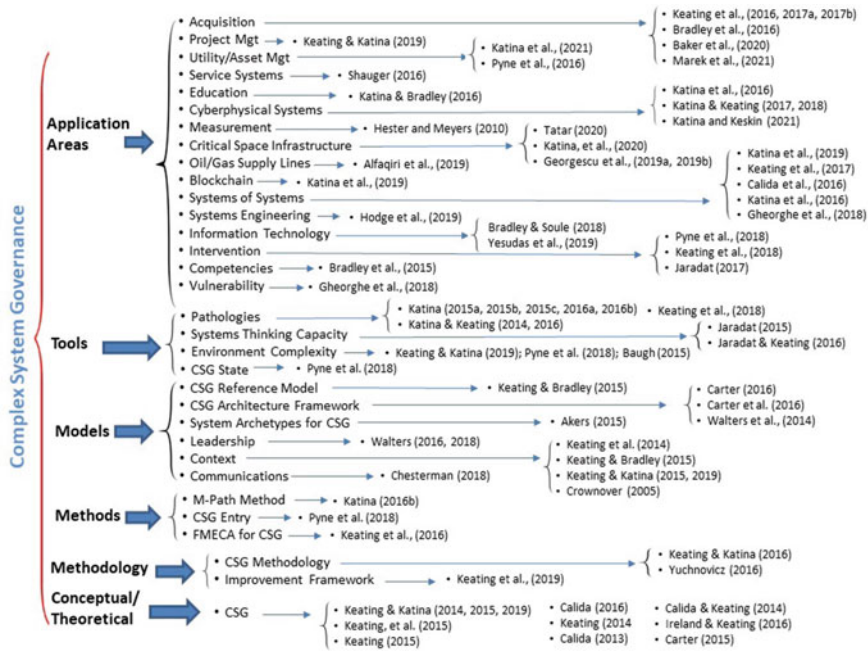 Complex System Governance
Application Areas
• Acquisition
• Keating et al., (2016, 2017a, 2017b)
• Bradley et al., (2016)
• Baker et al., (2020)
• Marek et al., (2021)
• Project Mgt
• Keating & Katina (2019)
• Utility/Asset Mgt
• Katina et al., (2021)
• Pyne et al., (2016)
• Service Systems
• Shauger (2016)
• Education
• Katina & Bradley (2016)
• Cyberphysical Systems
• Katina et al., (2016)
• Katina & Keating (2017, 2018)
• Katina and Keskin (2021)
• Measurement
• Hester and Meyers (2010)
• Critical Space Infrastructure
• Tatar (2020)
• Katina, et al., (2020)
• Georgescu et al., (2019a, 2019b)
• Oil/Gas Supply Lines
• Alfaqiri et al., (2019)
• Blockchain
• Katina et al., (2019)
• Systems of Systems
• Katina et al., (2019)
• Keating et al., (2017)
• Calida et al., (2016)
• Katina et al., (2016)
• Gheorghe et al., (2018)
• Systems Engineering
• Hodge et al., (2019)
• Information Technology
Bradley & Soule (2018)
Yesudas et al., (2019)
• Intervention
• Pyne et al., (2018)
• Keating et al., (2018)
• Jaradat (2017)
• Competencies
• Bradley et al., (2015)
• Vulnerability
• Gheorghe et al., (2018)
Tools
• Pathologies
• Katina (2015a, 2015b, 2015c, 2016a, 2016b)
• Katina & Keating (2014, 2016)
• Keating et al., (2018)
• Systems Thinking Capacity
• Jaradat (2015)
• Jaradat & Keating (2016)
• Environment Complexity
• Keating & Katina (2019); Pyne et al. (2018); Baugh (2015)
• CSG State
• Pyne et al. (2018)
Models
• CSG Reference Model
• Keating & Bradley (2015)
• CSG Architecture Framework
• Carter (2016)
• Carter et al. (2016)
• Walters et al., (2014)
• System Archetypes for CSG
• Akers (2015)
• Leadership
• Walters (2016, 2018)
• Context
• Keating et al. (2014)
• Keating & Bradley (2015)
• Keating & Katina (2015, 2019)
• Crownover (2005)
• Communications
• Chesterman (2018)
Methods
• M-Path Method
• Katina (2016b)
• CSG Entry
• Pyne et al. (2018)
• FMECA for CSG
• Keating et al., (2016)
Methodology
• CSG Methodology
• Keating & Katina (2016)
• Yuchnovicz (2016)
• Improvement Framework
• Keating et al., (2019)
Conceptual/
Theoretical
• CSG
• Keating & Katina (2014, 2015, 2019)
• Keating, et al. (2015)
• Keating (2015)
Calida (2016)
Keating (2014
Calida (2013)
• Calida & Keating (2014)
• Ireland & Keating (2016)
• Carter (2015)